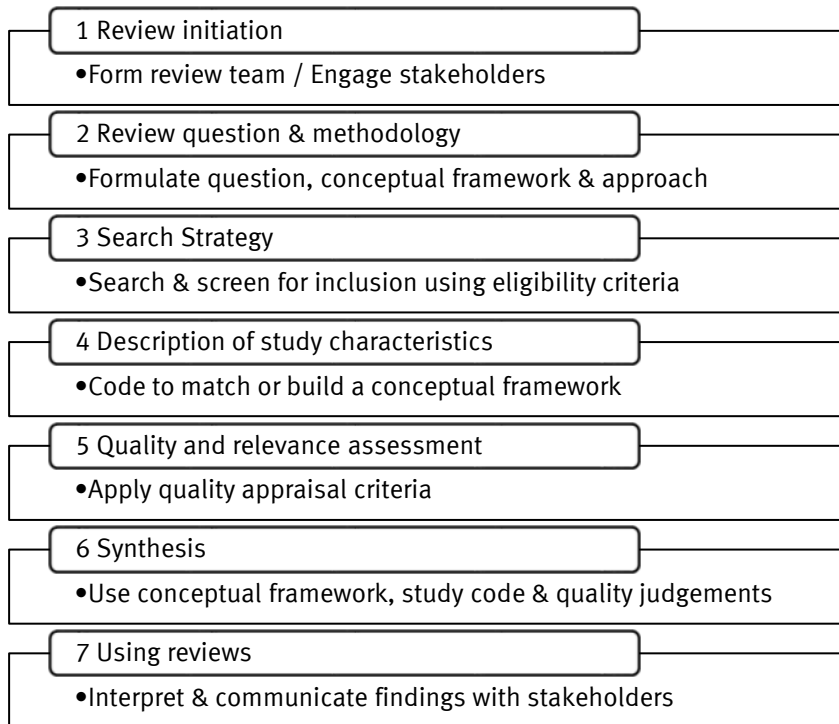 1 Review initiation
•Form review team / Engage stakeholders
2 Review question & methodology
•Formulate question, conceptual framework & approach
3 Search Strategy
•Search & screen for inclusion using eligibility criteria
4 Description of study characteristics
•Code to match or build a conceptual framework
5 Quality and relevance assessment
•Apply quality appraisal criteria
6 Synthesis
•Use conceptual framework, study code & quality judgements
7 Using reviews
•Interpret & communicate findings with stakeholders